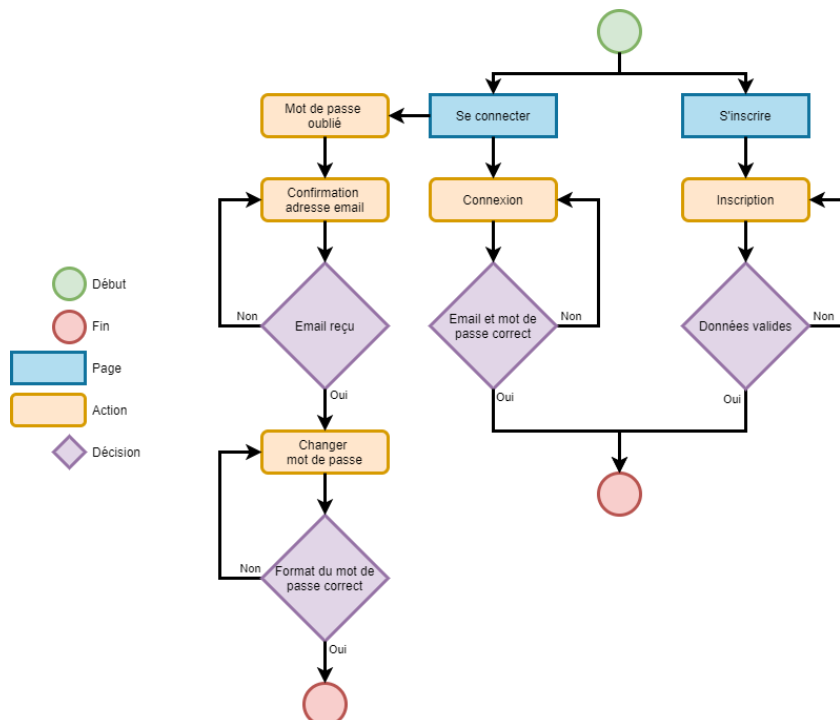 Mot de passe
oublié
Se connecter
S'inscrire
Confirmation
adresse email
Connexion
Inscription
Début
Fin
Page
Action
Décision
Non
Email reçu
Oui
Email et mot de
passe correct
Non
Oui
Données valides
Non
Oui
Changer
mot de passe
Non
Format du mot de
passe correct
Oui